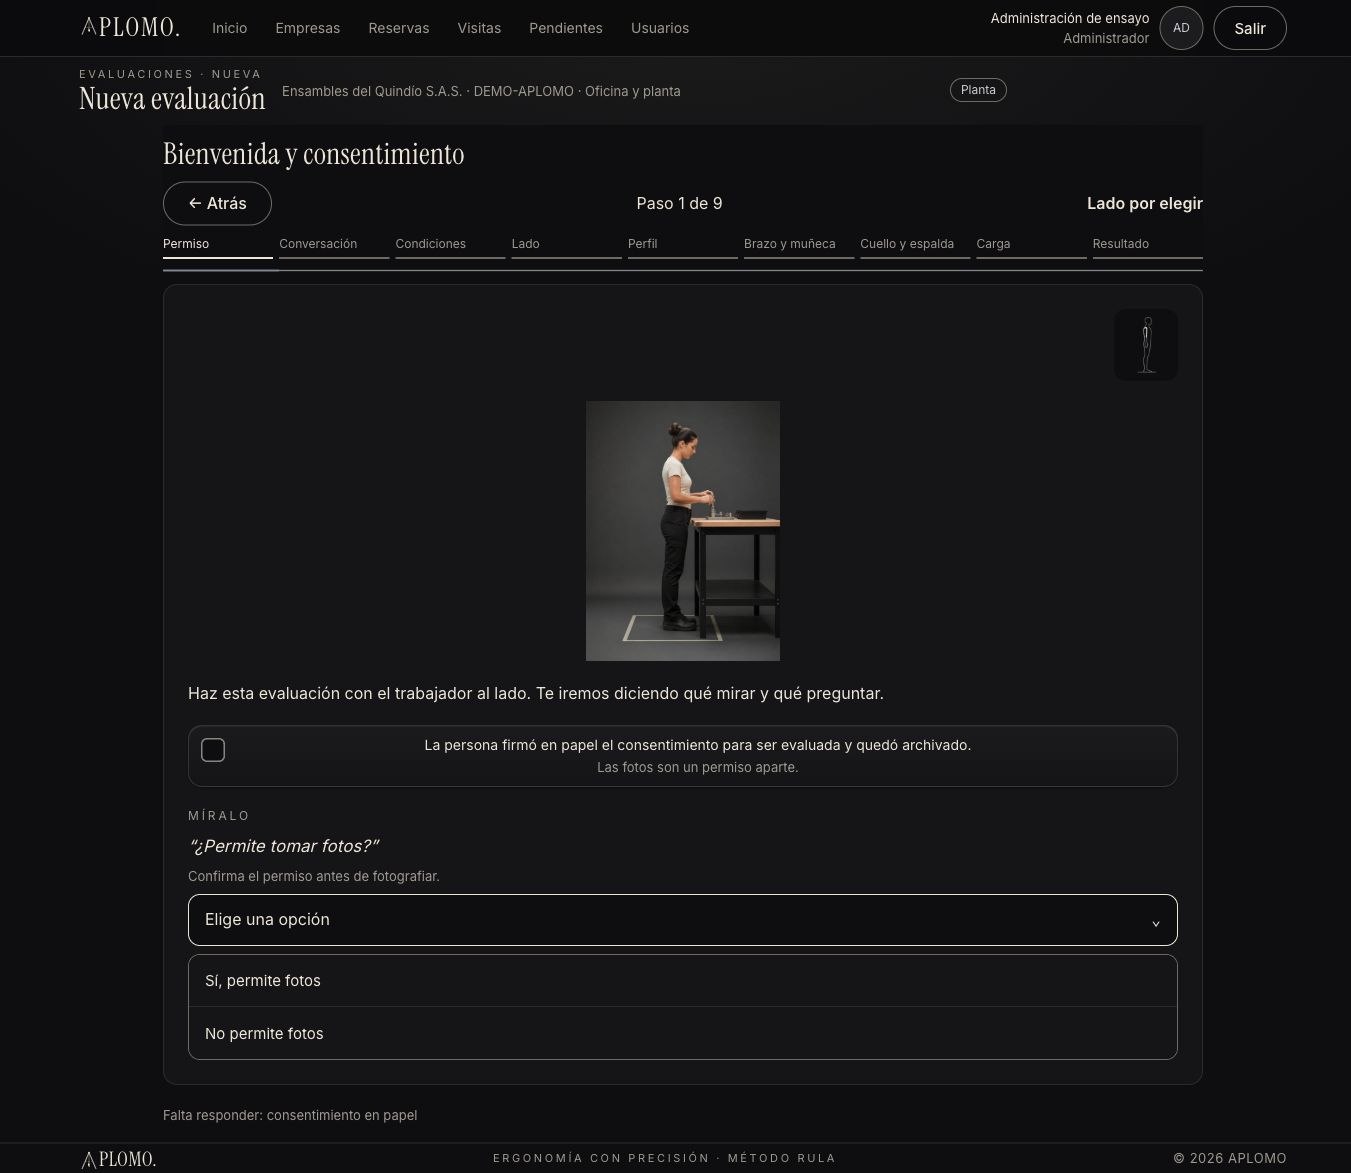 APLOMO.
Inicio
Empresas
Reservas
Visitas
Pendientes
Usuarios
Administración de ensayo
Administrador
AD
Salir
EVALUACIONES · NUEVA
Nueva evaluación
Ensambles del Quindío S.A.S. · DEMO-APLOMO · Oficina y planta
Planta
Bienvenida y consentimiento
← Atrás
Paso 1 de 9
Lado por elegir
Permiso
Conversación
Condiciones
Lado
Perfil
Brazo y muñeca
Cuello y espalda
Carga
Resultado
Haz esta evaluación con el trabajador al lado. Te iremos diciendo qué mirar y qué preguntar.
La persona firmó en papel el consentimiento para ser evaluada y quedó archivado.
Las fotos son un permiso aparte.
MÍRALO
“¿Permite tomar fotos?”
Confirma el permiso antes de fotografiar.
Elige una opción
Sí, permite fotos
No permite fotos
Falta responder: consentimiento en papel
APLOMO.
ERGONOMÍA CON PRECISIÓN · MÉTODO RULA
© 2026 APLOMO